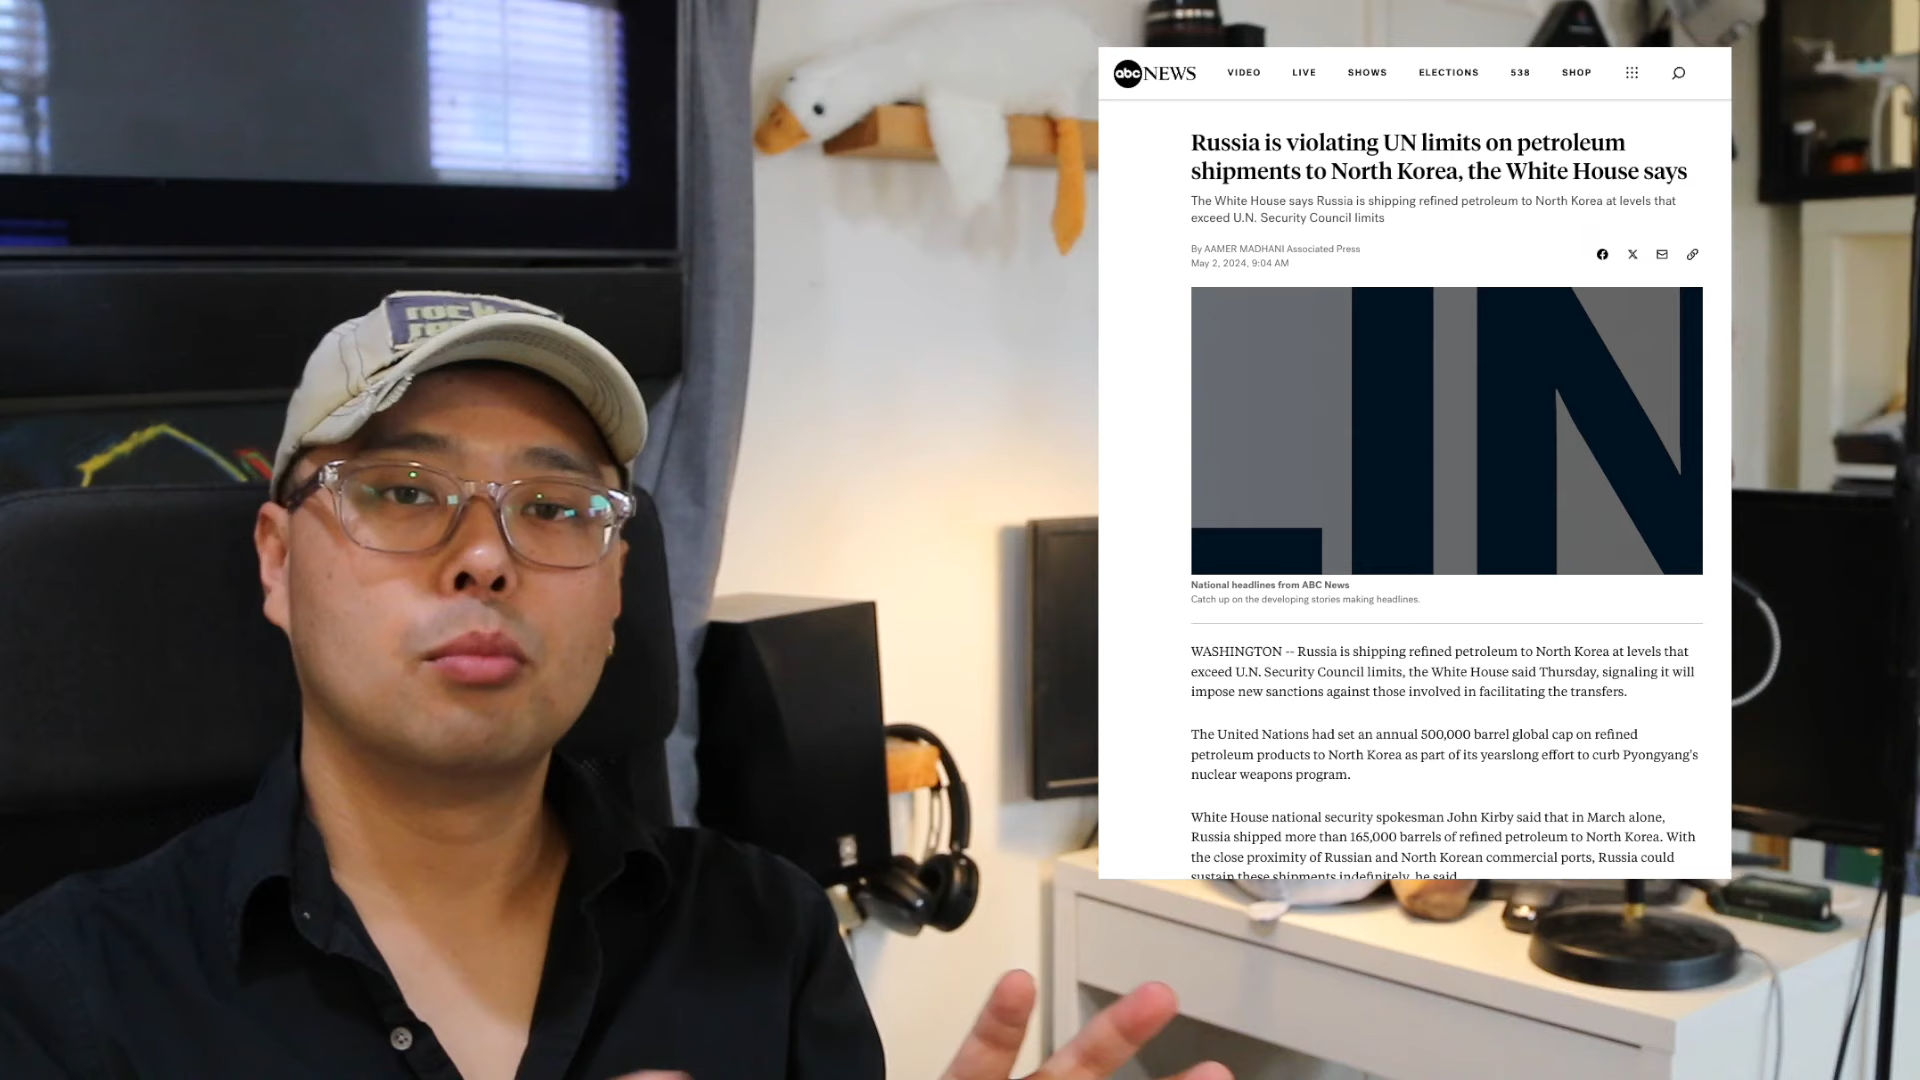 rock
abc NEWS VIDEO LIVE SHOWS ELECTIONS 538 SHOP
Russia is violating UN limits on petroleum
shipments to North Korea, the White House says
The White House says Russia is shipping refined petroleum to North Korea at levels that
exceed U.N. Security Council limits
By AAMER MADHANI Associated Press
May 2, 2024, 9:04 AM
LIN
National headlines from ABC News
Catch up on the developing stories making headlines.
WASHINGTON -- Russia is shipping refined petroleum to North Korea at levels that
exceed U.N. Security Council limits, the White House said Thursday, signaling it will
impose new sanctions against those involved in facilitating the transfers.
The United Nations had set an annual 500,000 barrel global cap on refined
petroleum products to North Korea as part of its yearslong effort to curb Pyongyang's
nuclear weapons program.
White House national security spokesman John Kirby said that in March alone,
Russia shipped more than 165,000 barrels of refined petroleum to North Korea. With
the close proximity of Russian and North Korean commercial ports, Russia could
sustain these shipments indefinitely, he said.